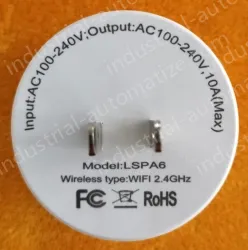 Input:AC100-240V;Output:AC100-240V,10A(Max)
Model:LSPA6
Wireless type:WIFI 2.4GHz
FC RoHS